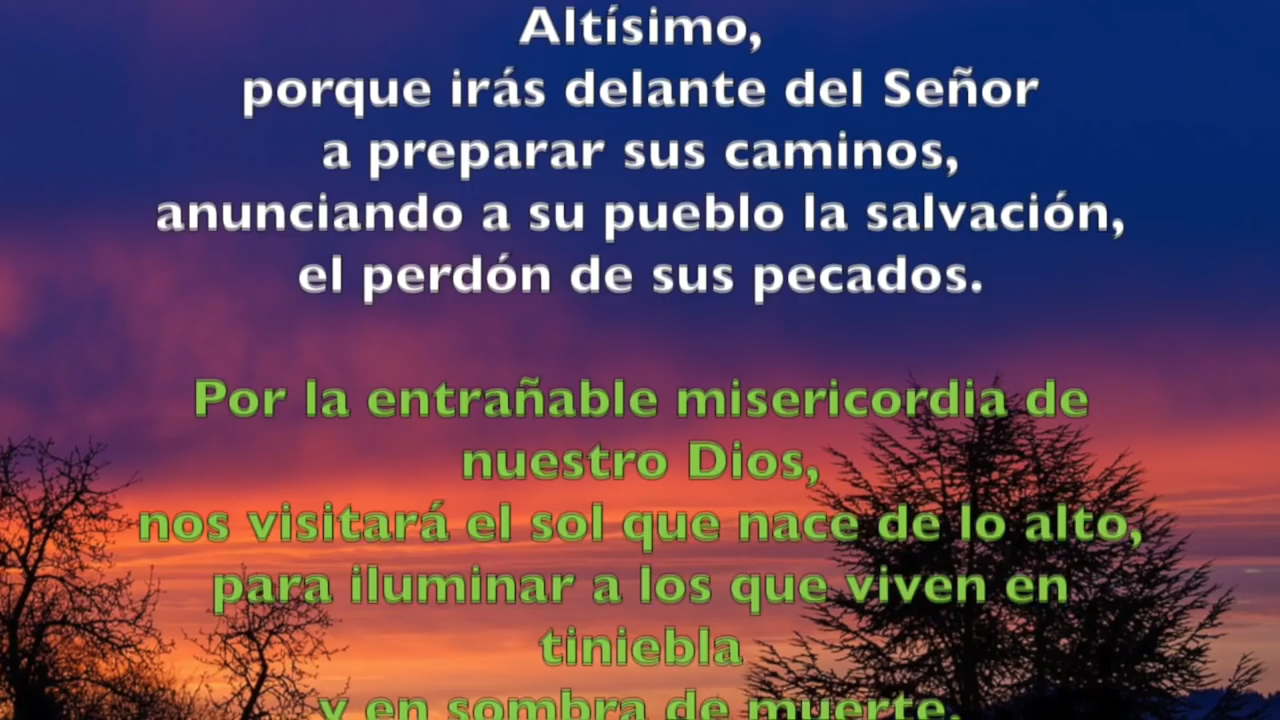 Altísimo,
porque irás delante del Señor
a preparar sus caminos,
anunciando a su pueblo la salvación,
el perdón de sus pecados.
Por la entrañable misericordia de
nuestro Dios,
nos visitará el sol que nace de lo alto,
para iluminar a los que viven en
tiniebla
y en sombra de muerte,